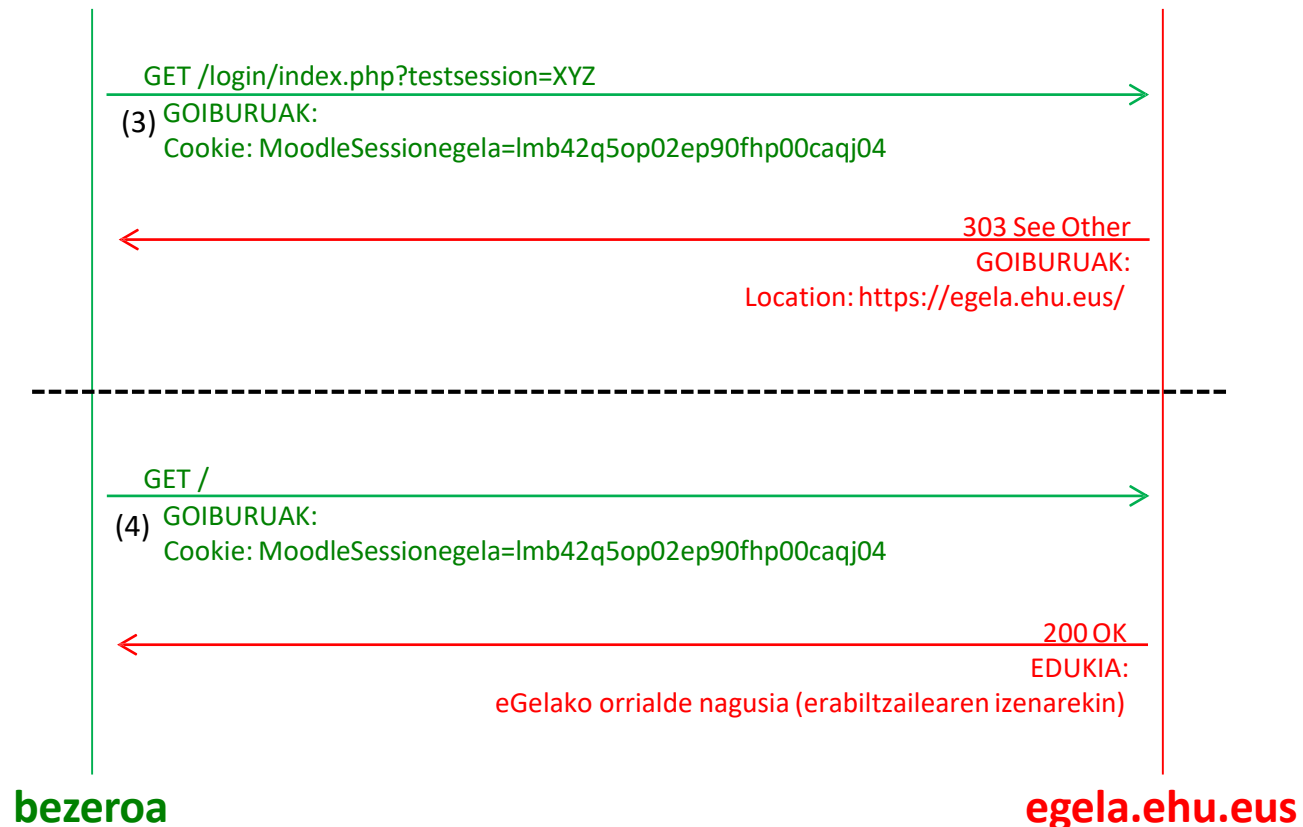 GET /login/index.php?testsession=XYZ
(3) GOIBURUAK:
Cookie: MoodleSessionegela=lmb42q5op02ep90fhp00caqj04
303 See Other
GOIBURUAK:
Location: https://egela.ehu.eus/
GET /
(4) GOIBURUAK:
Cookie: MoodleSessionegela=lmb42q5op02ep90fhp00caqj04
200 OK
EDUKIA:
eGelako orrialde nagusia (erabiltzailearen izenarekin)
bezeroa
egela.ehu.eus